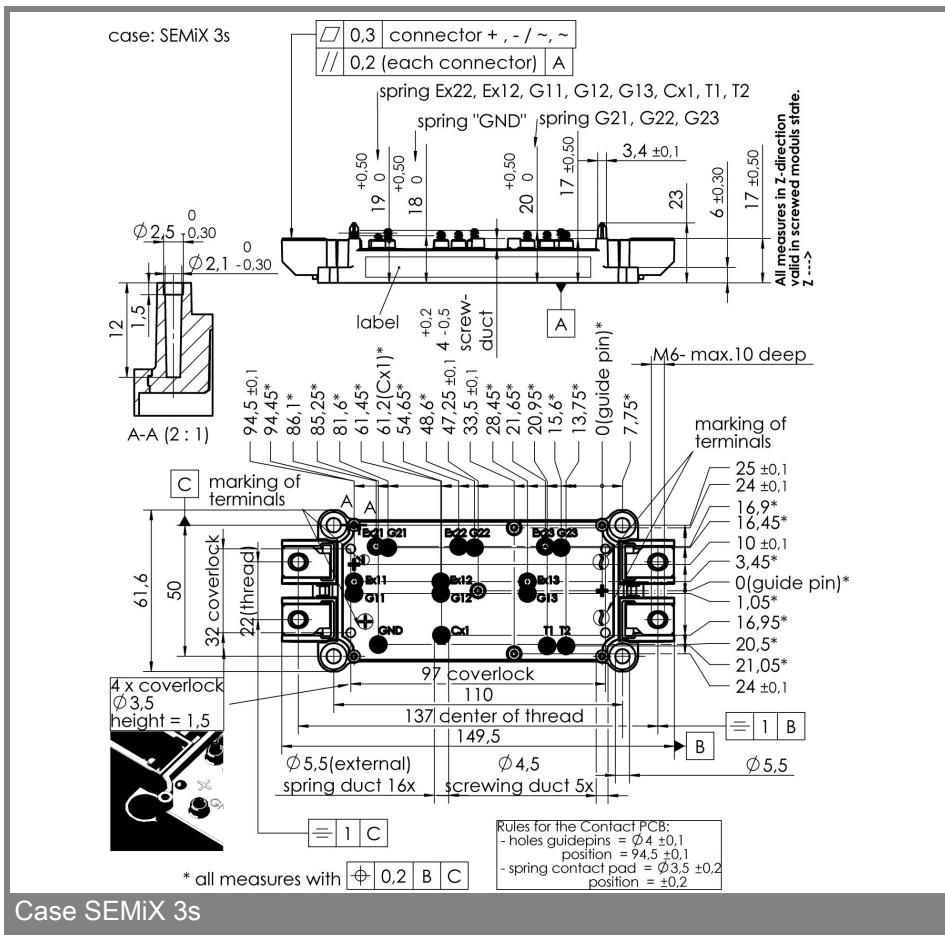 case: SEMiX 3s
⏥ 0,3 connector + , - / ~, ~
// 0,2 (each connector) A
spring Ex22, Ex12, G11, G12, G13, Cx1, T1, T2
spring "GND" spring G21, G22, G23
19 +0,50 0
18 +0,50 0
20 +0,50 0
17 ±0,50
3,4 ±0,1
23
6 ±0,30
17 ±0,50
All measures in Z-direction
valid in screwed moduls state.
Z --->
Ø2,5 0 -0,30
Ø2,1 0 -0,30
12
1,5
A-A (2 : 1)
label
4 +0,2 -0,5
screw-
duct
A
M6- max.10 deep
94,5 ±0,1
94,45*
86,1*
85,25*
81,6*
61,45*
61,2(Cx1)*
54,65*
48,6*
47,25 ±0,1
33,5 ±0,1
28,45*
21,65*
20,95*
15,6*
13,75*
0(guide pin)*
7,75*
marking of
terminals
C
marking of
terminals
A A
25 ±0,1
24 ±0,1
16,9*
16,45*
10 ±0,1
3,45*
0(guide pin)*
1,05*
16,95*
20,5*
21,05*
24 ±0,1
Ex21 G21 Ex22 G22 Ex23 G23
Ex11 Ex12 Ex13
G11 G12 G13
GND Cx1 T1 T2
61,6
50
32 coverlock
22(thread)
97 coverlock
110
137 center of thread
149,5
4 x coverlock
Ø3,5
height = 1,5
⌯ 1 B
B
Ø5,5(external)
spring duct 16x
Ø4,5
screwing duct 5x
Ø5,5
⌯ 1 C
Rules for the Contact PCB:
- holes guidepins = Ø4 ±0,1
position = 94,5 ±0,1
- spring contact pad = Ø3,5 ±0,2
position = ±0,2
* all measures with ⌖ 0,2 B C
Case SEMiX 3s